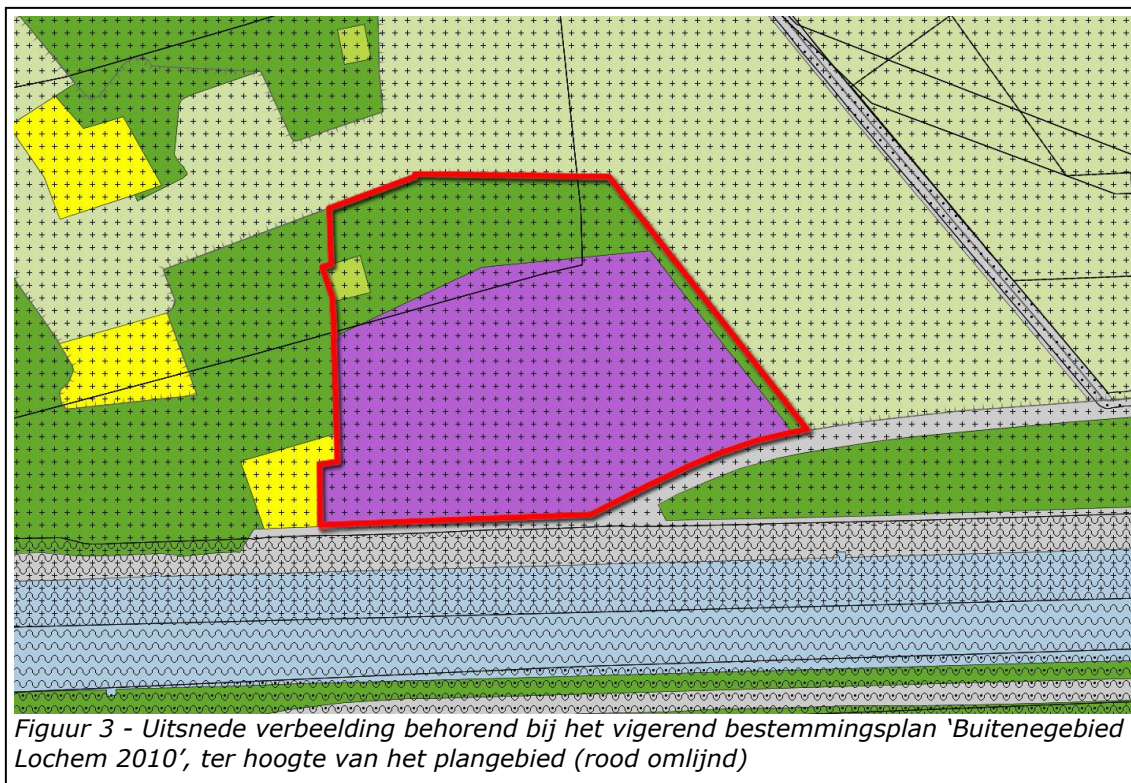 Figuur 3 - Uitsnede verbeelding behorend bij het vigerend bestemmingsplan ‘Buitenegebied
Lochem 2010’, ter hoogte van het plangebied (rood omlijnd)